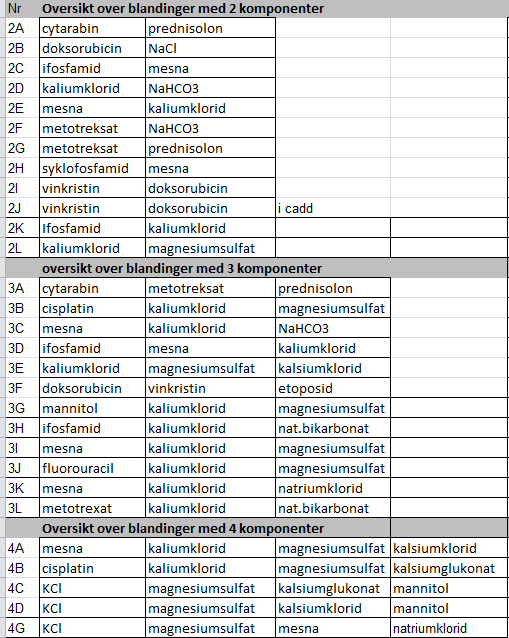 Nr Oversikt over blandinger med 2 komponenter
2A cytarabin prednisolon
2B doksorubicin NaCl
2C ifosfamid mesna
2D kaliumklorid NaHCO3
2E mesna kaliumklorid
2F metotreksat NaHCO3
2G metotreksat prednisolon
2H syklofosfamid mesna
2I vinkristin doksorubicin
2J vinkristin doksorubicin i cadd
2K Ifosfamid kaliumklorid
2L kaliumklorid magnesiumsulfat
oversikt over blandinger med 3 komponenter
3A cytarabin metotreksat prednisolon
3B cisplatin kaliumklorid magnesiumsulfat
3C mesna kaliumklorid NaHCO3
3D ifosfamid mesna kaliumklorid
3E kaliumklorid magnesiumsulfat kalsiumklorid
3F doksorubicin vinkristin etoposid
3G mannitol kaliumklorid magnesiumsulfat
3H ifosfamid kaliumklorid nat.bikarbonat
3I mesna kaliumklorid magnesiumsulfat
3J fluorouracil kaliumklorid magnesiumsulfat
3K mesna kaliumklorid natriumklorid
3L metotrexat kaliumklorid nat.bikarbonat
Oversikt over blandinger med 4 komponenter
4A mesna kaliumklorid magnesiumsulfat kalsiumklorid
4B cisplatin kaliumklorid magnesiumsulfat kalsiumglukonat
4C KCl magnesiumsulfat kalsiumglukonat mannitol
4D KCl magnesiumsulfat kalsiumklorid mannitol
4G KCl magnesiumsulfat mesna natriumklorid